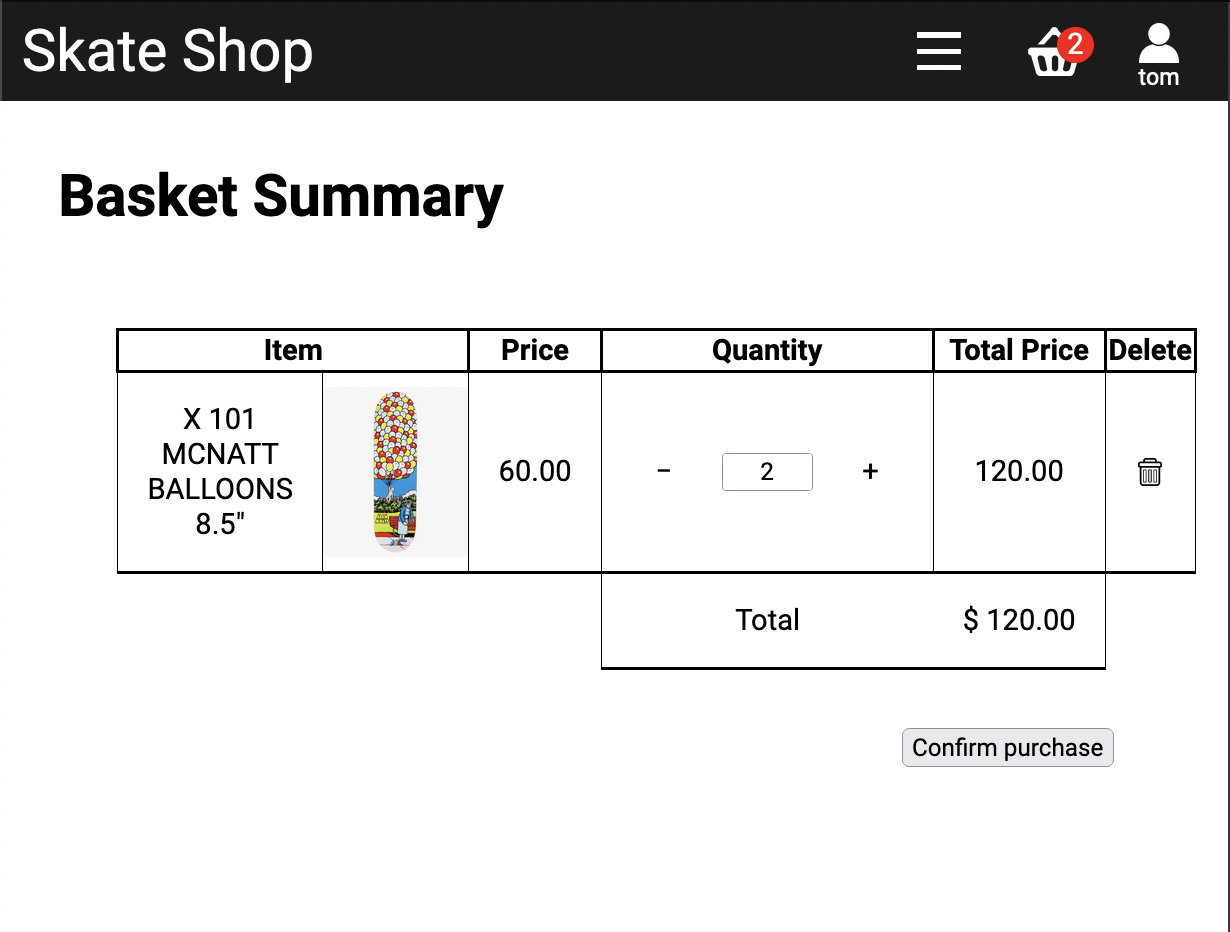 Skate Shop
2
tom
Basket Summary
Item Price Quantity Total Price Delete
X 101
MCNATT
BALLOONS
8.5"
60.00 − 2 + 120.00
Total $ 120.00
Confirm purchase